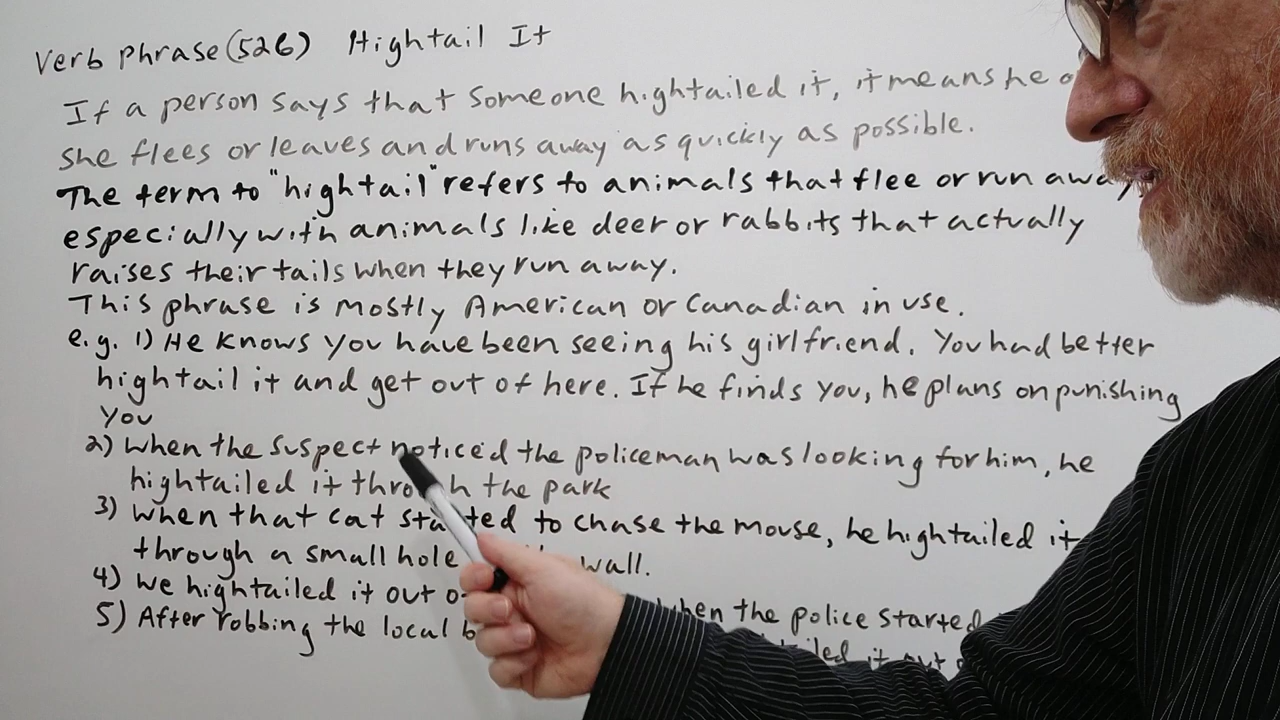 Verb Phrase (526) Hightail It
If a person says that someone hightailed it, it means he
she flees or leaves and runs away as quickly as possible.
The term to "hightail" refers to animals that flee or run away
especially with animals like deer or rabbits that actually
raises their tails when they run away.
This phrase is mostly American or Canadian in use.
e.g. 1) He knows you have been seeing his girlfriend. You had better
hightail it and get out of here. If he finds you, he plans on punishing
you
2) When the suspect noticed the policeman was looking for him, he
hightailed it through the park
3) When that cat started to chase the mouse, he hightailed it
through a small hole wall.
4) We hightailed it out when the police started
5) After robbing the local
it out